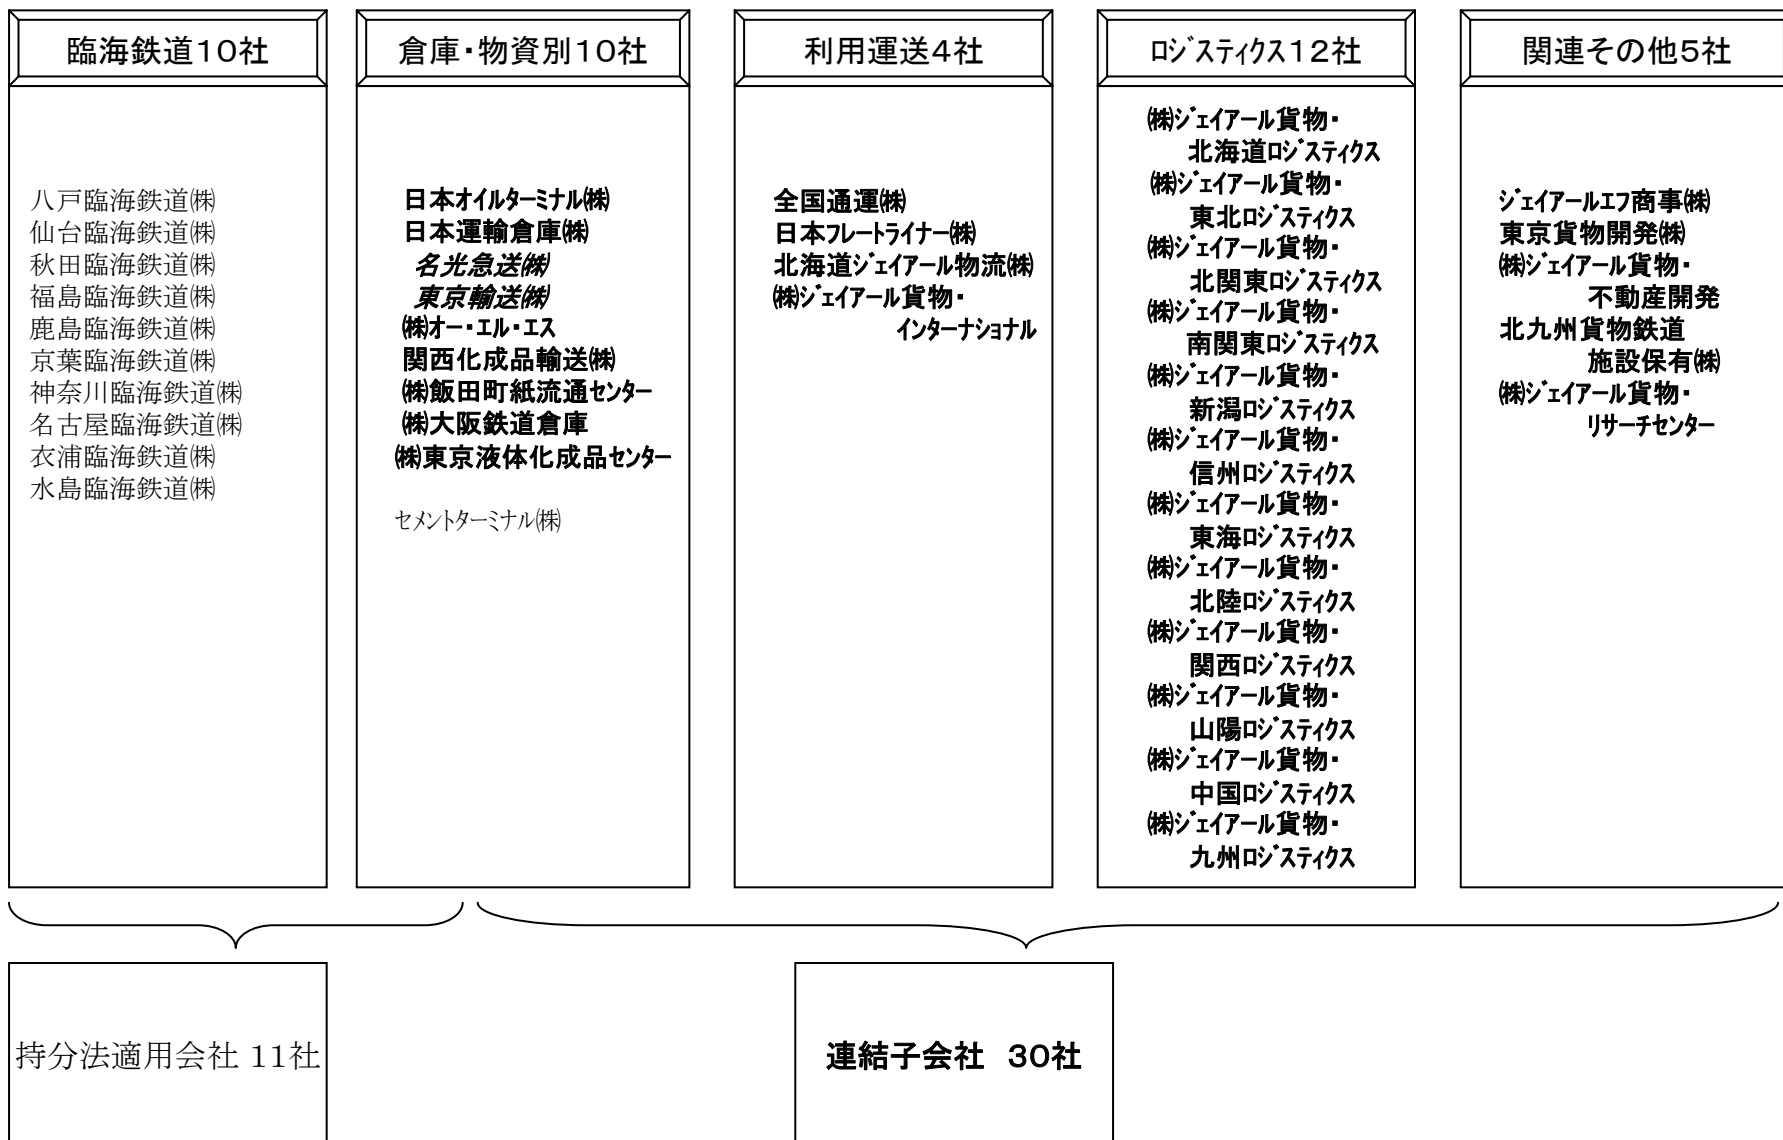 臨海鉄道10社
八戸臨海鉄道㈱
仙台臨海鉄道㈱
秋田臨海鉄道㈱
福島臨海鉄道㈱
鹿島臨海鉄道㈱
京葉臨海鉄道㈱
神奈川臨海鉄道㈱
名古屋臨海鉄道㈱
衣浦臨海鉄道㈱
水島臨海鉄道㈱
倉庫・物資別10社
日本オイルターミナル㈱
日本運輸倉庫㈱
名光急送㈱
東京輸送㈱
㈱オー・エル・エス
関西化成品輸送㈱
㈱飯田町紙流通センター
㈱大阪鉄道倉庫
㈱東京液体化成品センター
セメントターミナル㈱
利用運送4社
全国通運㈱
日本フレートライナー㈱
北海道ジェイアール物流㈱
㈱ジェイアール貨物・
インターナショナル
ロジスティクス12社
㈱ジェイアール貨物・
北海道ロジスティクス
㈱ジェイアール貨物・
東北ロジスティクス
㈱ジェイアール貨物・
北関東ロジスティクス
㈱ジェイアール貨物・
南関東ロジスティクス
㈱ジェイアール貨物・
新潟ロジスティクス
㈱ジェイアール貨物・
信州ロジスティクス
㈱ジェイアール貨物・
東海ロジスティクス
㈱ジェイアール貨物・
北陸ロジスティクス
㈱ジェイアール貨物・
関西ロジスティクス
㈱ジェイアール貨物・
山陽ロジスティクス
㈱ジェイアール貨物・
中国ロジスティクス
㈱ジェイアール貨物・
九州ロジスティクス
関連その他5社
ジェイアールエフ商事㈱
東京貨物開発㈱
㈱ジェイアール貨物・
不動産開発
北九州貨物鉄道
施設保有㈱
㈱ジェイアール貨物・
リサーチセンター
持分法適用会社 11社
連結子会社　30社